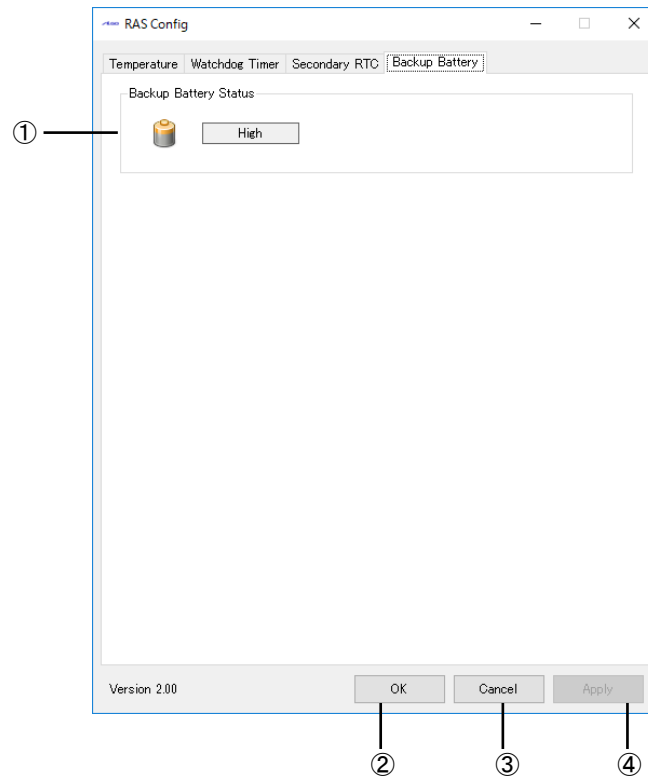 RAS Config
Temperature Watchdog Timer Secondary RTC Backup Battery
Backup Battery Status
① High
Version 2.00 OK Cancel Apply
② ③ ④